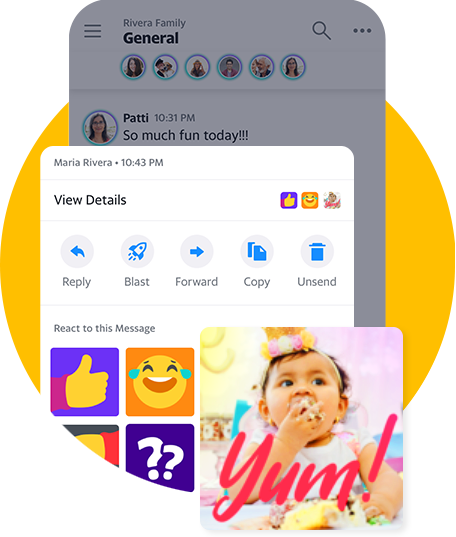 Rivera Family
General
Patti 10:31 PM
So much fun today!!!
Maria Rivera • 10:43 PM
View Details
Reply Blast Forward Copy Unsend
React to this Message
??
Yum!